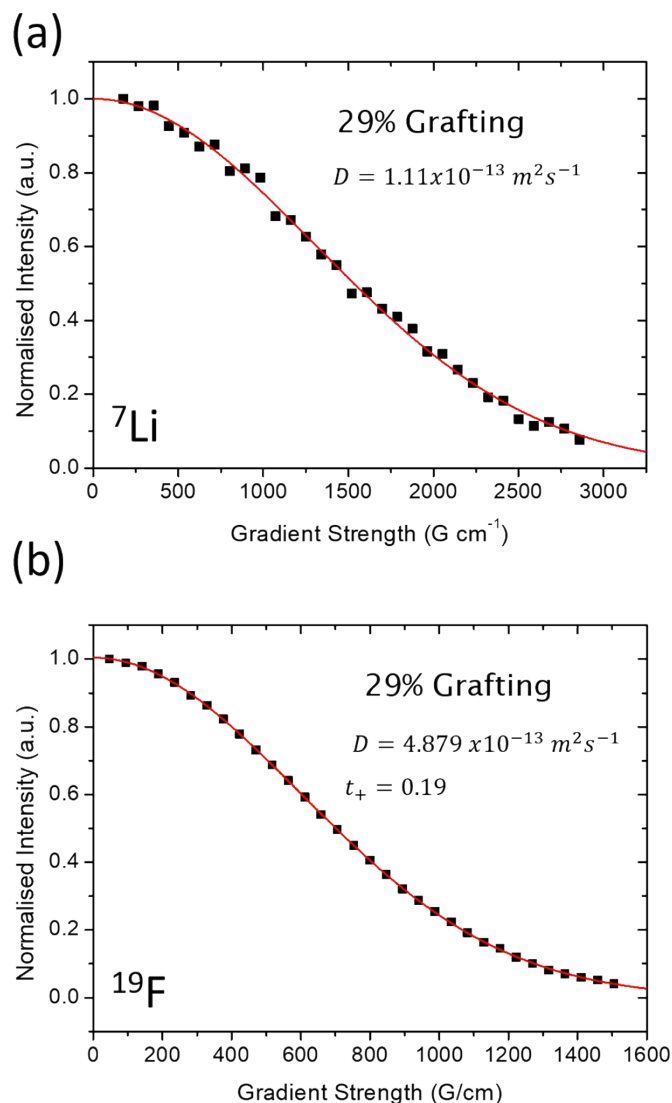 (a)
1.0
0.8
0.6
0.4
0.2
0.0
Normalised Intensity (a.u.)
29% Grafting
D = 1.11x10⁻¹³ m²s⁻¹
⁷Li
0 500 1000 1500 2000 2500 3000
Gradient Strength (G cm⁻¹)
(b)
1.0
0.8
0.6
0.4
0.2
0.0
Normalised Intensity (a.u.)
29% Grafting
D = 4.879 x10⁻¹³ m²s⁻¹
t₊ = 0.19
¹⁹F
0 200 400 600 800 1000 1200 1400 1600
Gradient Strength (G/cm)